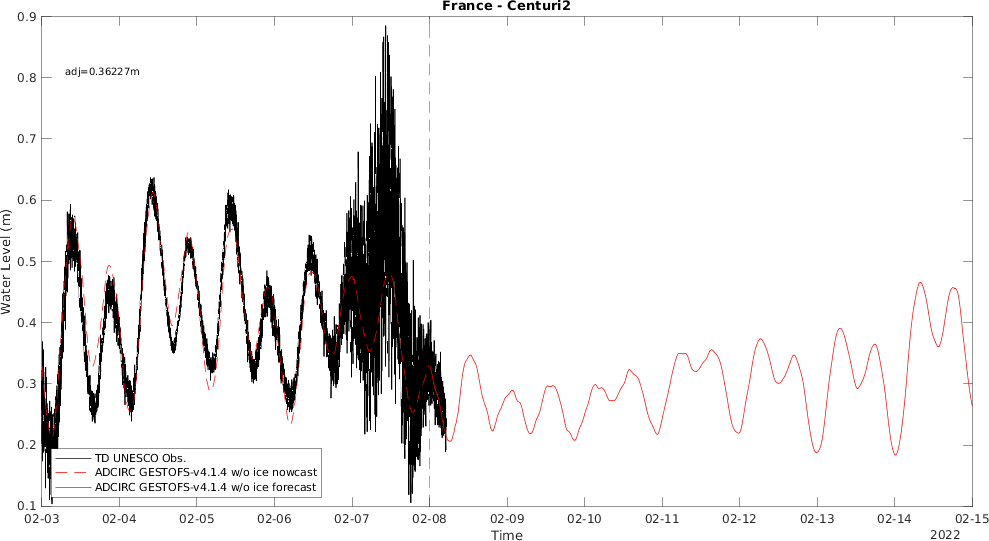 France - Centuri2
0.9
adj=0.36227m
0.8
0.7
0.6
0.5
0.4
0.3
0.2
0.1
Water Level (m)
TD UNESCO Obs.
ADCIRC GESTOFS-v4.1.4 w/o ice nowcast
ADCIRC GESTOFS-v4.1.4 w/o ice forecast
02-03 02-04 02-05 02-06 02-07 02-08 02-09 02-10 02-11 02-12 02-13 02-14 02-15
Time
2022